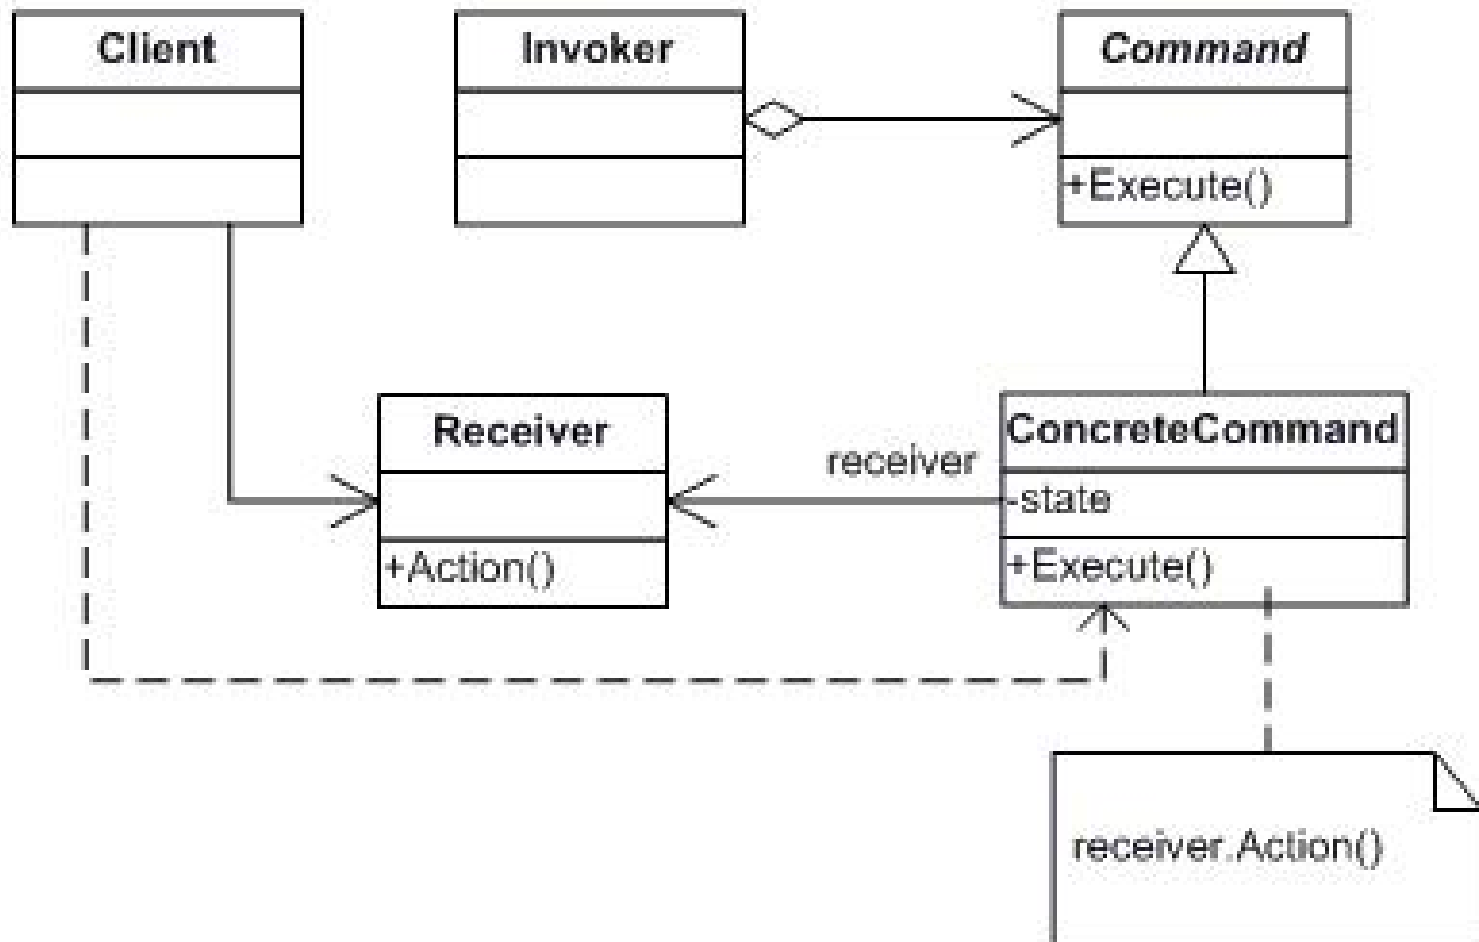 Client
Invoker
Command
+Execute()
Receiver
+Action()
receiver
ConcreteCommand
-state
+Execute()
receiver.Action()